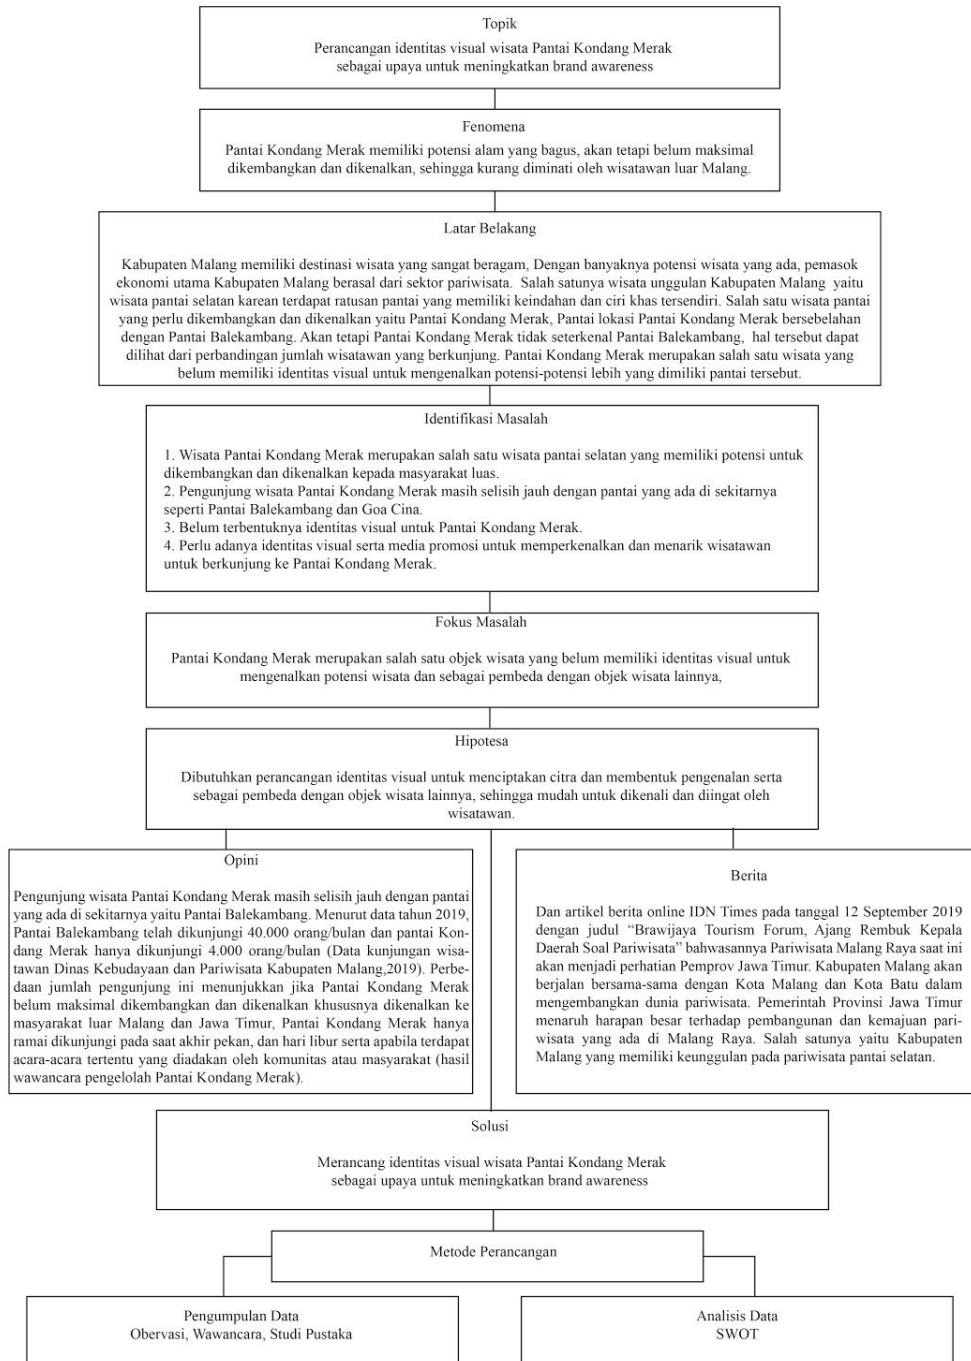 Topik
Perancangan identitas visual wisata Pantai Kondang Merak
sebagai upaya untuk meningkatkan brand awareness
Fenomena
Pantai Kondang Merak memiliki potensi alam yang bagus, akan tetapi belum maksimal
dikembangkan dan dikenalkan, sehingga kurang diminati oleh wisatawan luar Malang.
Latar Belakang
Kabupaten Malang memiliki destinasi wisata yang sangat beragam, Dengan banyaknya potensi wisata yang ada, pemasok
ekonomi utama Kabupaten Malang berasal dari sektor pariwisata. Salah satunya wisata unggulan Kabupaten Malang yaitu
wisata pantai selatan karean terdapat ratusan pantai yang memiliki keindahan dan ciri khas tersendiri. Salah satu wisata pantai
yang perlu dikembangkan dan dikenalkan yaitu Pantai Kondang Merak, Pantai lokasi Pantai Kondang Merak bersebelahan
dengan Pantai Balekambang. Akan tetapi Pantai Kondang Merak tidak seterkenal Pantai Balekambang, hal tersebut dapat
dilihat dari perbandingan jumlah wisatawan yang berkunjung. Pantai Kondang Merak merupakan salah satu wisata yang
belum memiliki identitas visual untuk mengenalkan potensi-potensi lebih yang dimiliki pantai tersebut.
Identifikasi Masalah
1. Wisata Pantai Kondang Merak merupakan salah satu wisata pantai selatan yang memiliki potensi untuk
dikembangkan dan dikenalkan kepada masyarakat luas.
2. Pengunjung wisata Pantai Kondang Merak masih selisih jauh dengan pantai yang ada di sekitarnya
seperti Pantai Balekambang dan Goa Cina.
3. Belum terbentuknya identitas visual untuk Pantai Kondang Merak.
4. Perlu adanya identitas visual serta media promosi untuk memperkenalkan dan menarik wisatawan
untuk berkunjung ke Pantai Kondang Merak.
Fokus Masalah
Pantai Kondang Merak merupakan salah satu objek wisata yang belum memiliki identitas visual untuk
mengenalkan potensi wisata dan sebagai pembeda dengan objek wisata lainnya,
Hipotesa
Dibutuhkan perancangan identitas visual untuk menciptakan citra dan membentuk pengenalan serta
sebagai pembeda dengan objek wisata lainnya, sehingga mudah untuk dikenali dan diingat oleh
wisatawan.
Opini
Pengunjung wisata Pantai Kondang Merak masih selisih jauh dengan pantai
yang ada di sekitarnya yaitu Pantai Balekambang. Menurut data tahun 2019,
Pantai Balekambang telah dikunjungi 40.000 orang/bulan dan pantai Kon-
dang Merak hanya dikunjungi 4.000 orang/bulan (Data kunjungan wisa-
tawan Dinas Kebudayaan dan Pariwisata Kabupaten Malang,2019). Perbe-
daan jumlah pengunjung ini menunjukkan jika Pantai Kondang Merak
belum maksimal dikembangkan dan dikenalkan khususnya dikenalkan ke
masyarakat luar Malang dan Jawa Timur, Pantai Kondang Merak hanya
ramai dikunjungi pada saat akhir pekan, dan hari libur serta apabila terdapat
acara-acara tertentu yang diadakan oleh komunitas atau masyarakat (hasil
wawancara pengelolah Pantai Kondang Merak).
Berita
Dan artikel berita online IDN Times pada tanggal 12 September 2019
dengan judul “Brawijaya Tourism Forum, Ajang Rembuk Kepala
Daerah Soal Pariwisata” bahwasannya Pariwisata Malang Raya saat ini
akan menjadi perhatian Pemprov Jawa Timur. Kabupaten Malang akan
berjalan bersama-sama dengan Kota Malang dan Kota Batu dalam
mengembangkan dunia pariwisata. Pemerintah Provinsi Jawa Timur
menaruh harapan besar terhadap pembangunan dan kemajuan pari-
wisata yang ada di Malang Raya. Salah satunya yaitu Kabupaten
Malang yang memiliki keunggulan pada pariwisata pantai selatan.
Solusi
Merancang identitas visual wisata Pantai Kondang Merak
sebagai upaya untuk meningkatkan brand awareness
Metode Perancangan
Pengumpulan Data
Obervasi, Wawancara, Studi Pustaka
Analisis Data
SWOT